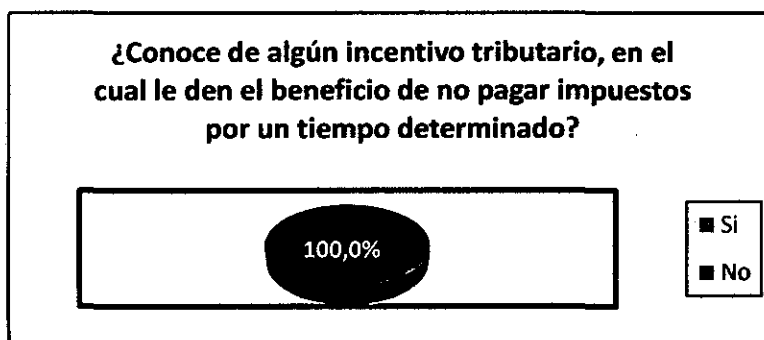 ¿Conoce de algún incentivo tributario, en el
cual le den el beneficio de no pagar impuestos
por un tiempo determinado?
100,0%
Si
No